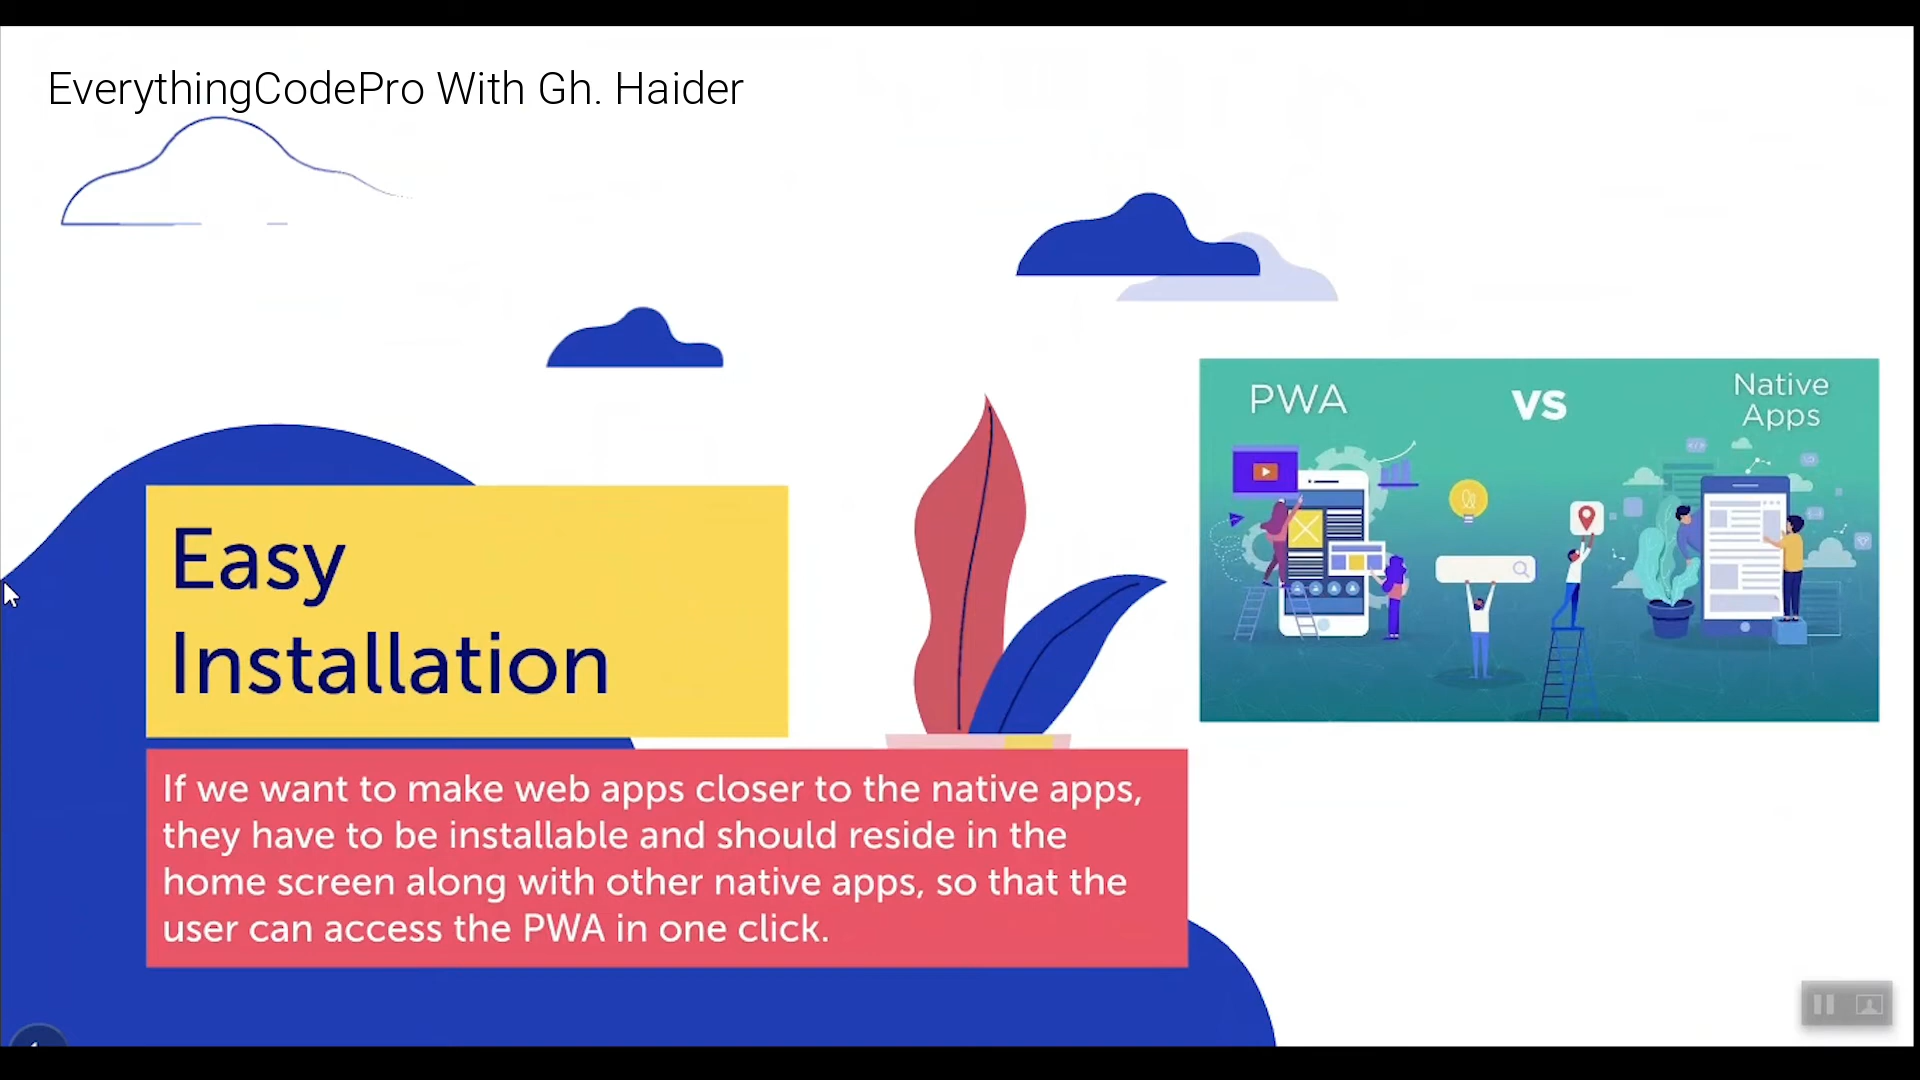 EverythingCodePro With Gh. Haider
PWA
VS
Native
Apps
Easy
Installation
If we want to make web apps closer to the native apps,
they have to be installable and should reside in the
home screen along with other native apps, so that the
user can access the PWA in one click.